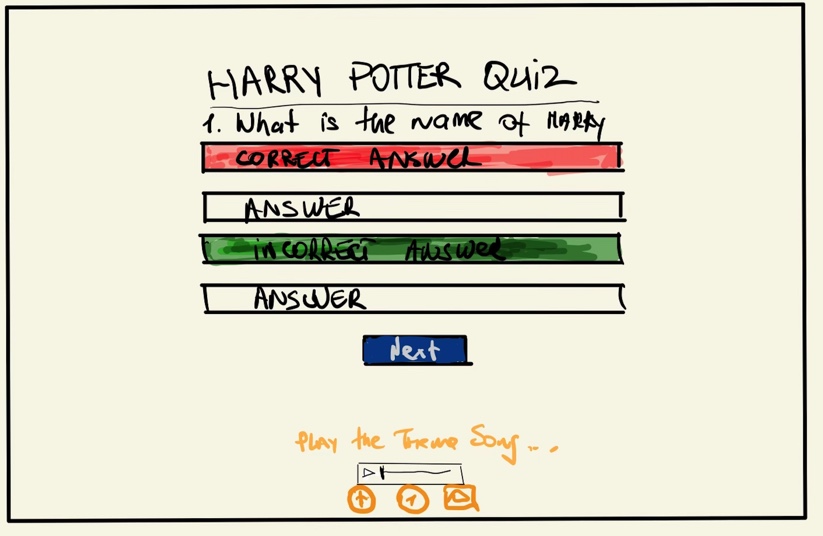 HARRY POTTER QUiZ
1. What is the name of HARRY
CORRECT ANSWER
ANSWER
inCORRECT ANSWER
ANSWER
Next
PLAY the Theme Song...